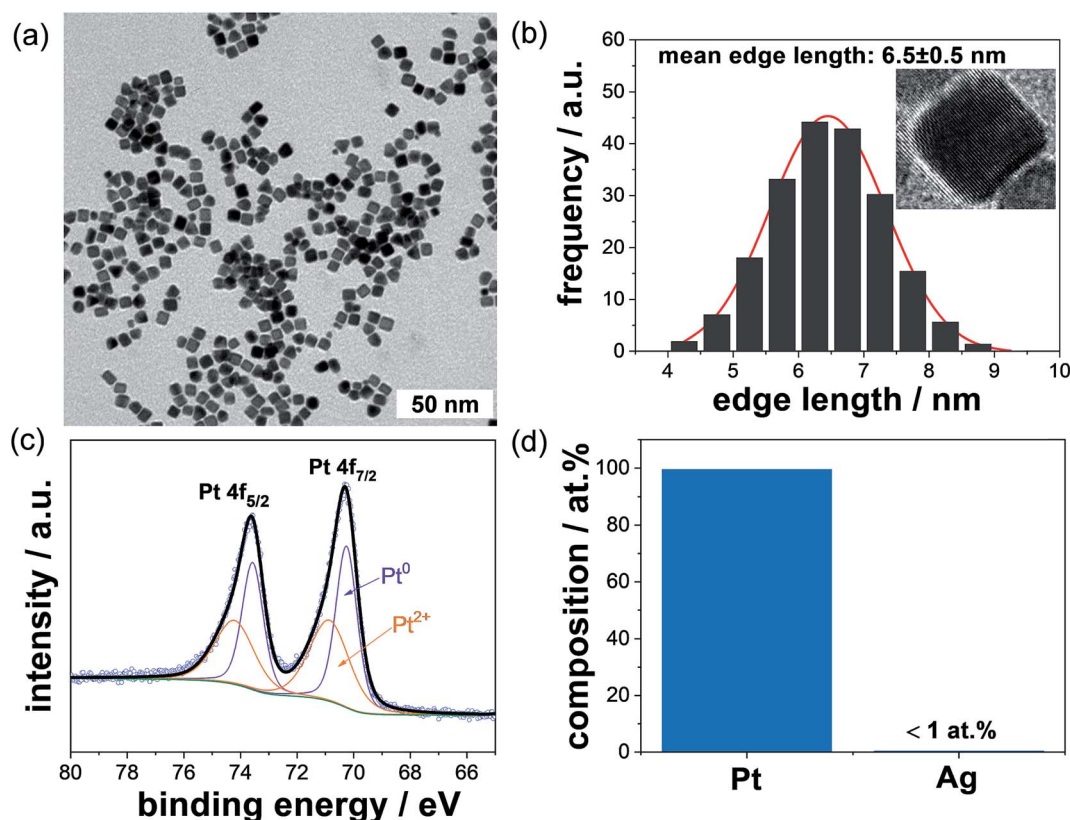 (a)
50 nm
(b)
mean edge length: 6.5±0.5 nm
frequency / a.u.
60
50
40
30
20
10
0
4 5 6 7 8 9 10
edge length / nm
(c)
Pt 4f5/2
Pt 4f7/2
Pt0
Pt2+
intensity / a.u.
80 78 76 74 72 70 68 66
binding energy / eV
(d)
composition / at.%
100
80
60
40
20
0
< 1 at.%
Pt Ag